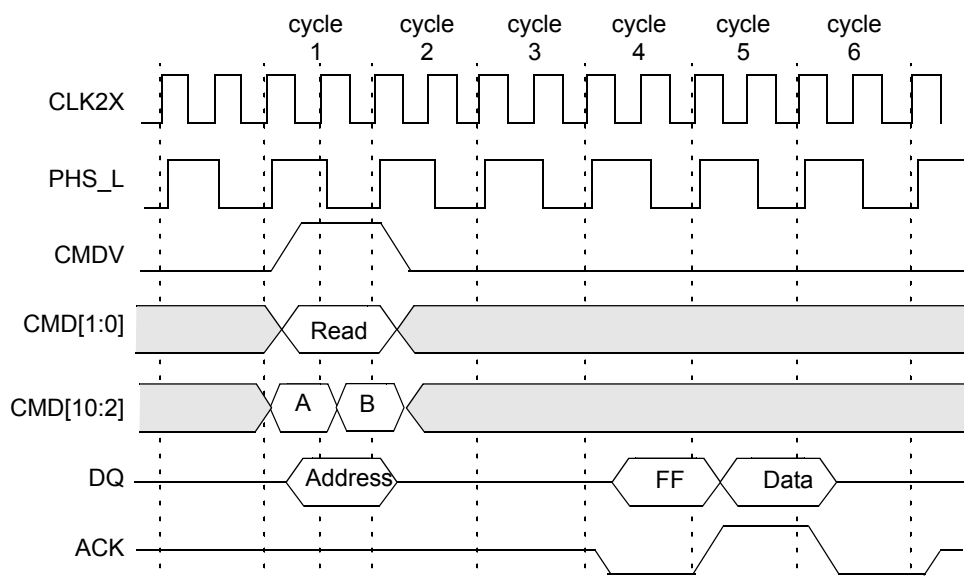 cycle cycle cycle cycle cycle cycle
1 2 3 4 5 6
CLK2X
PHS_L
CMDV
CMD[1:0] Read
CMD[10:2] A B
DQ Address FF Data
ACK